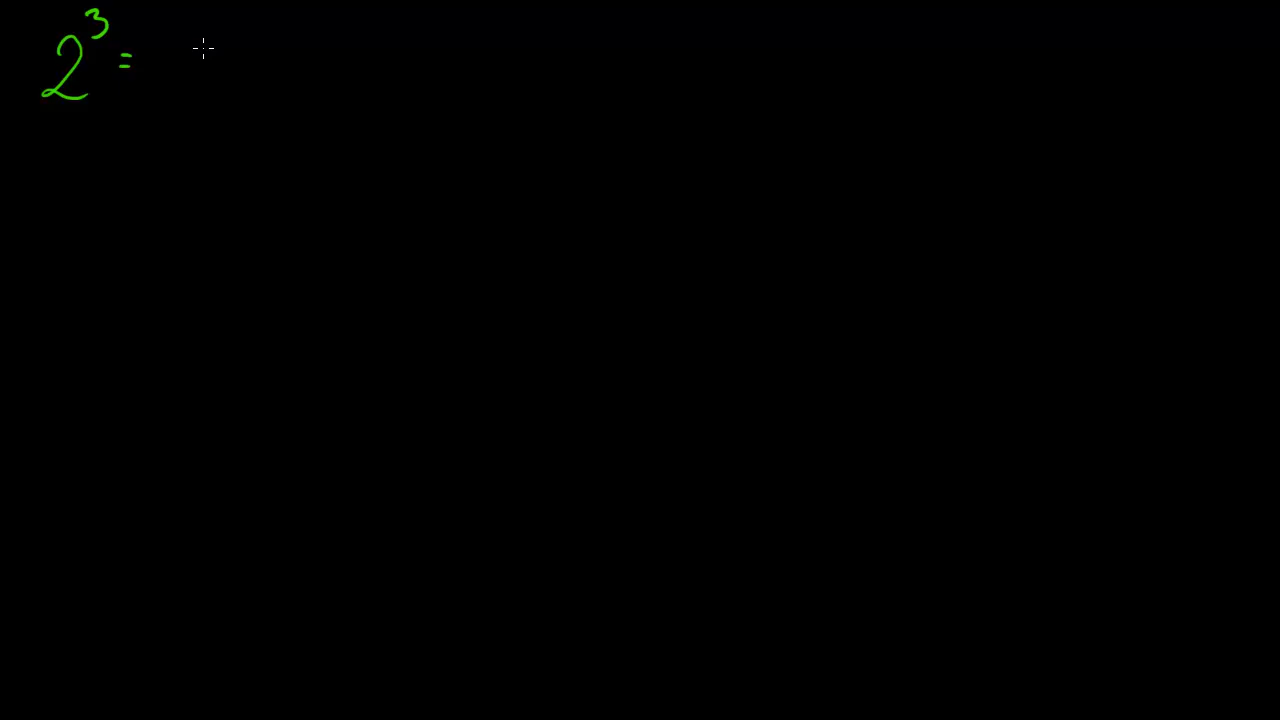 2³ =